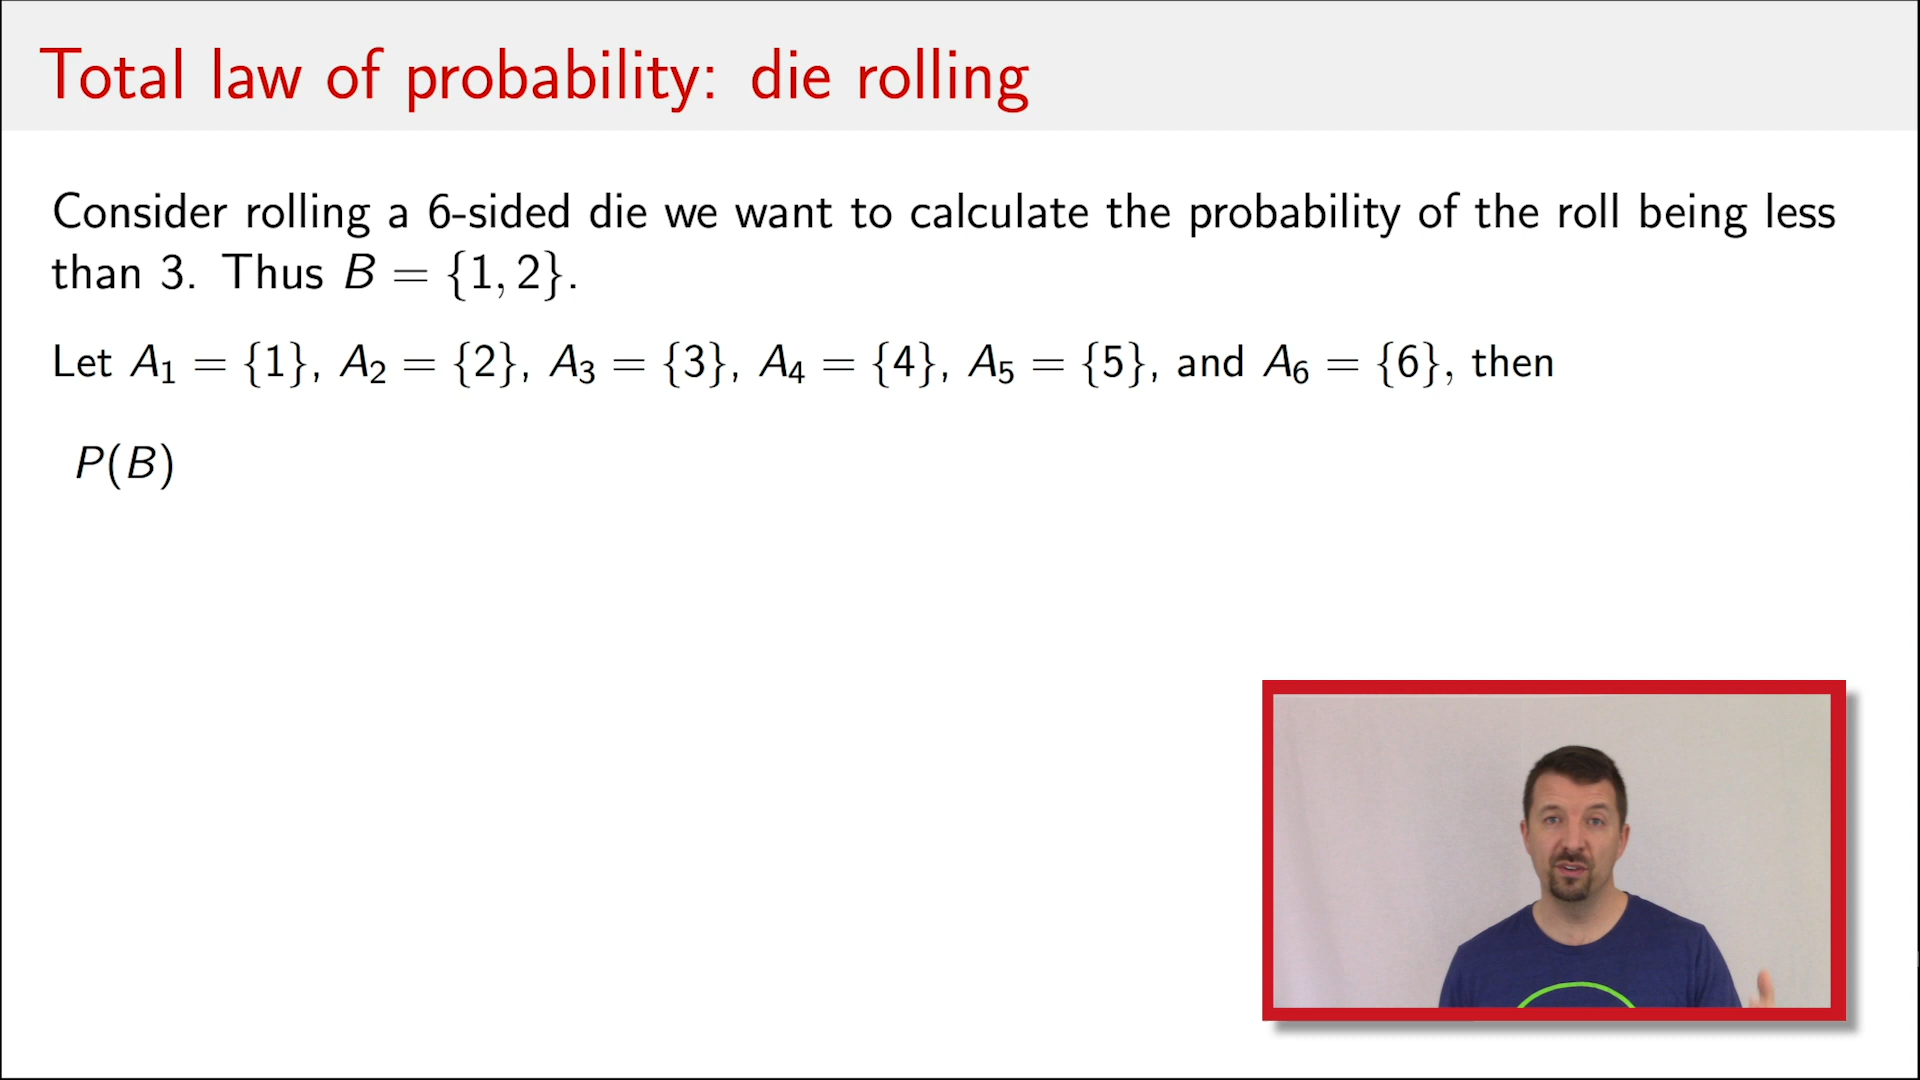 Total law of probability: die rolling
Consider rolling a 6-sided die we want to calculate the probability of the roll being less
than 3. Thus B = {1, 2}.
Let A₁ = {1}, A₂ = {2}, A₃ = {3}, A₄ = {4}, A₅ = {5}, and A₆ = {6}, then
P(B)